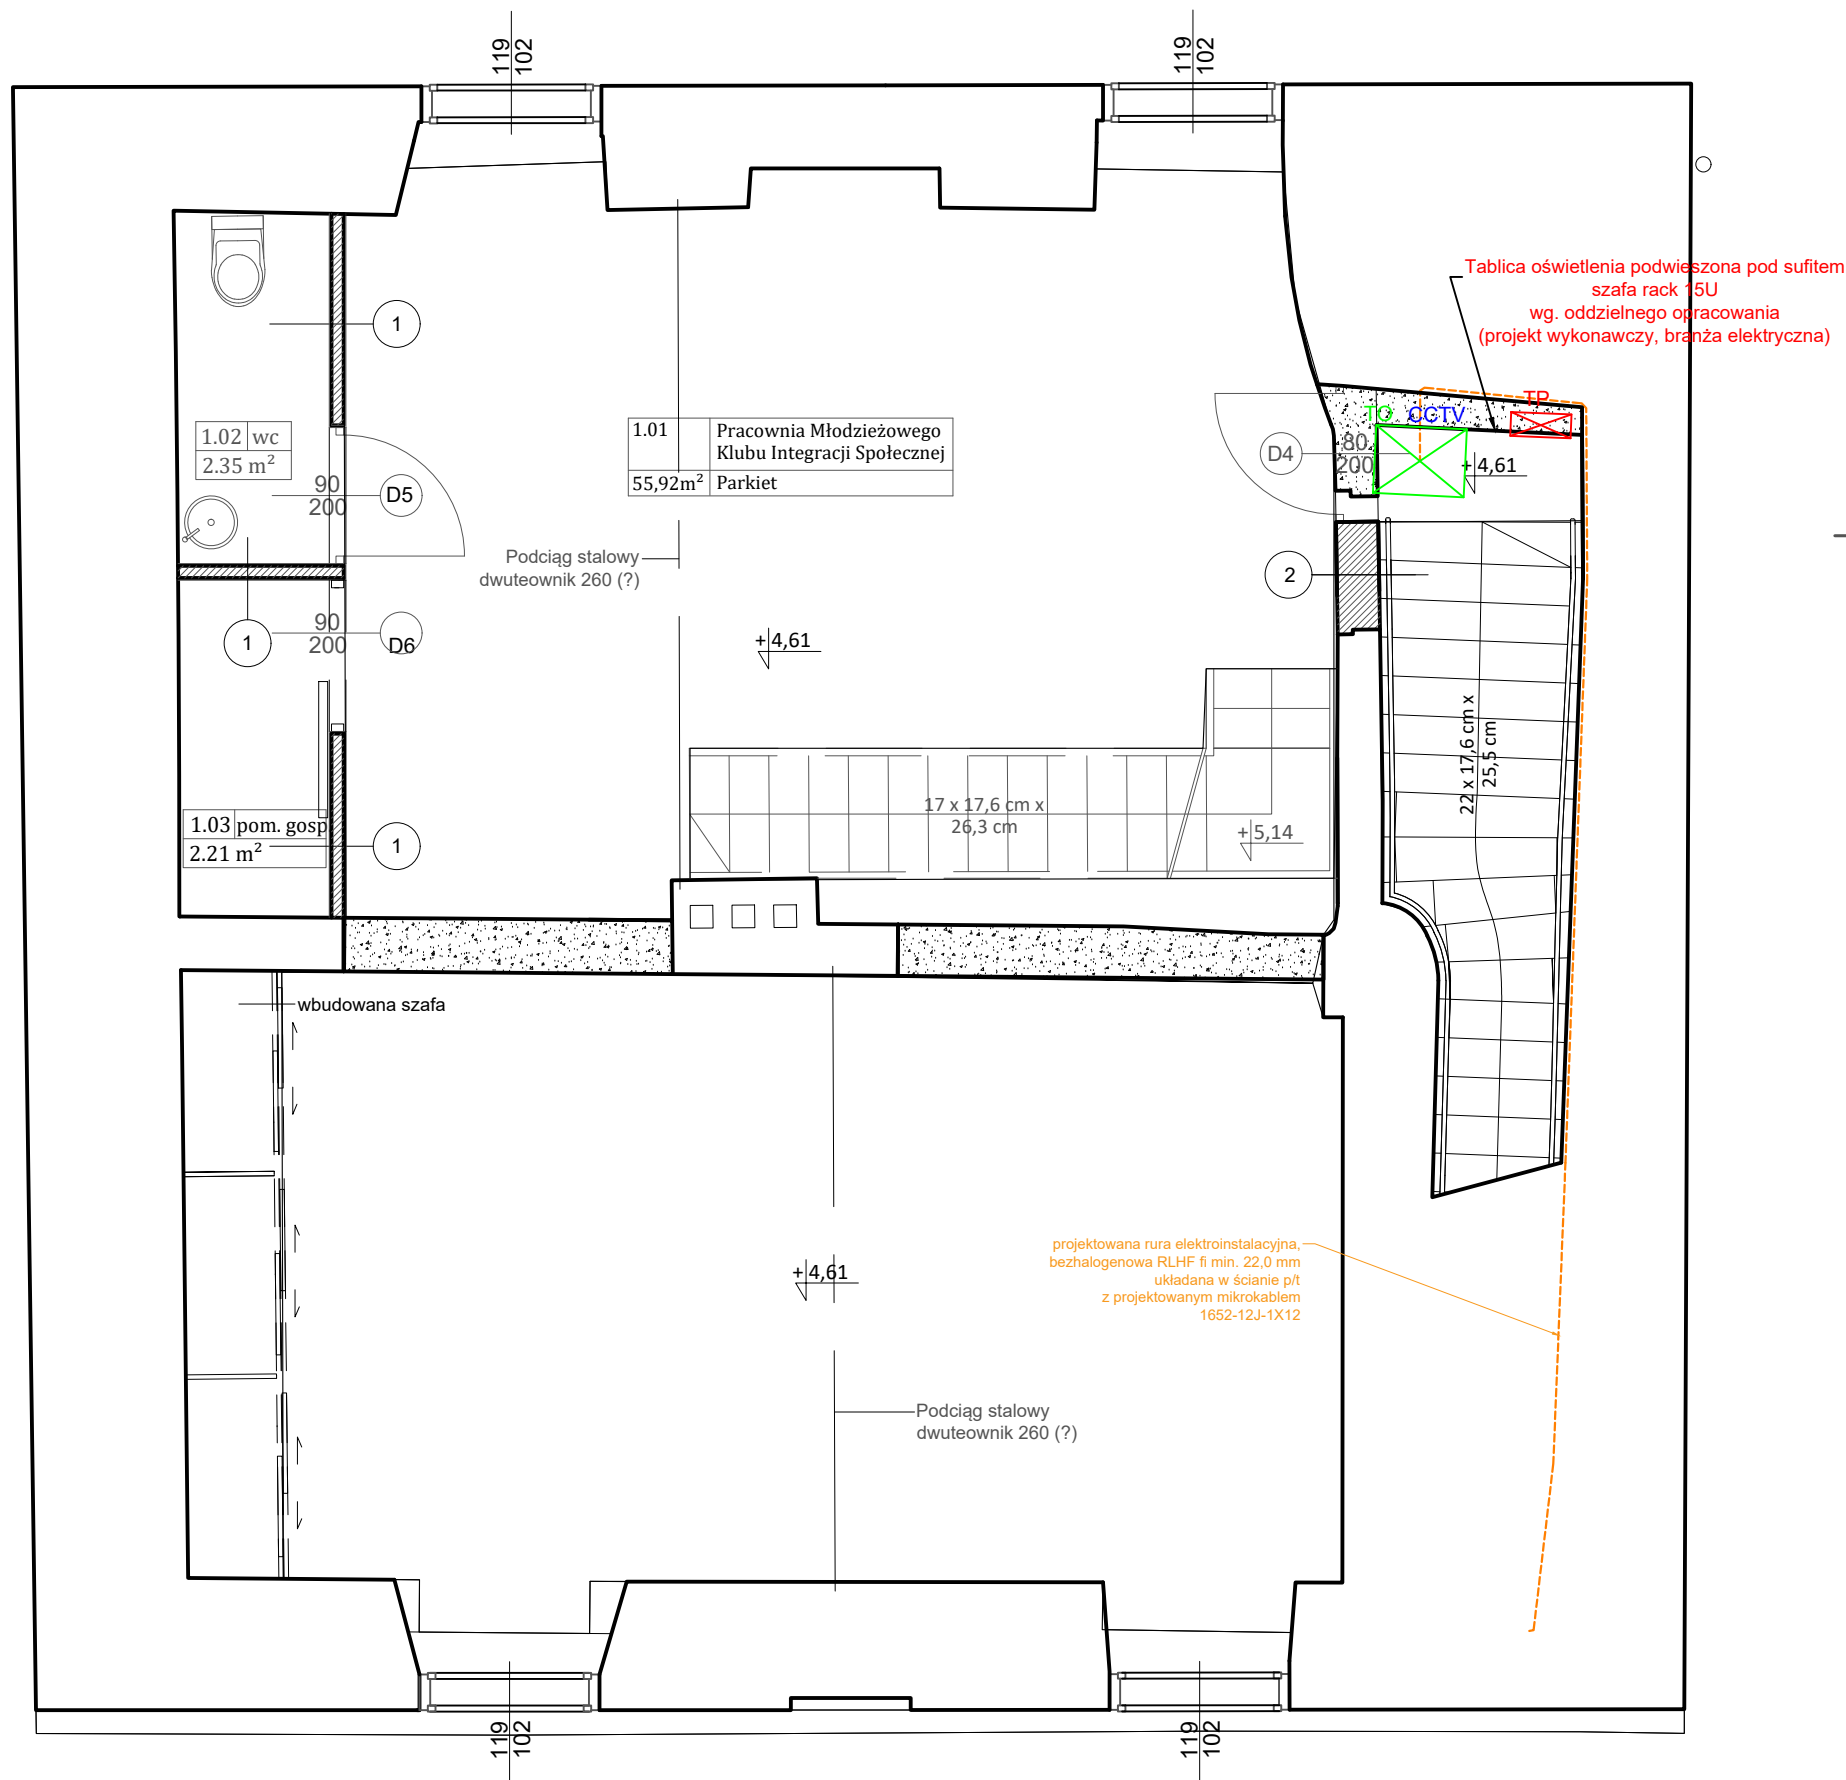 119
102
119
102
Tablica oświetlenia podwieszona pod sufitem
szafa rack 15U
wg. oddzielnego opracowania
(projekt wykonawczy, branża elektryczna)
1
TO
CCTV
TP
1.02 wc
2.35 m²
1.01
Pracownia Młodzieżowego
Klubu Integracji Społecznej
55,92m²
Parkiet
D4
80
200
+4,61
90
200
D5
Podciąg stalowy
dwuteownik 260 (?)
2
1
90
200
D6
+4,61
22 x 17,6 cm x
25,5 cm
17 x 17,6 cm x
26,3 cm
+5,14
1.03 pom. gosp
2.21 m²
1
wbudowana szafa
projektowana rura elektroinstalacyjna,
bezhalogenowa RLHF fi min. 22,0 mm
układana w ścianie p/t
z projektowanym mikrokablem
1652-12J-1X12
+4,61
Podciąg stalowy
dwuteownik 260 (?)
119
102
119
102